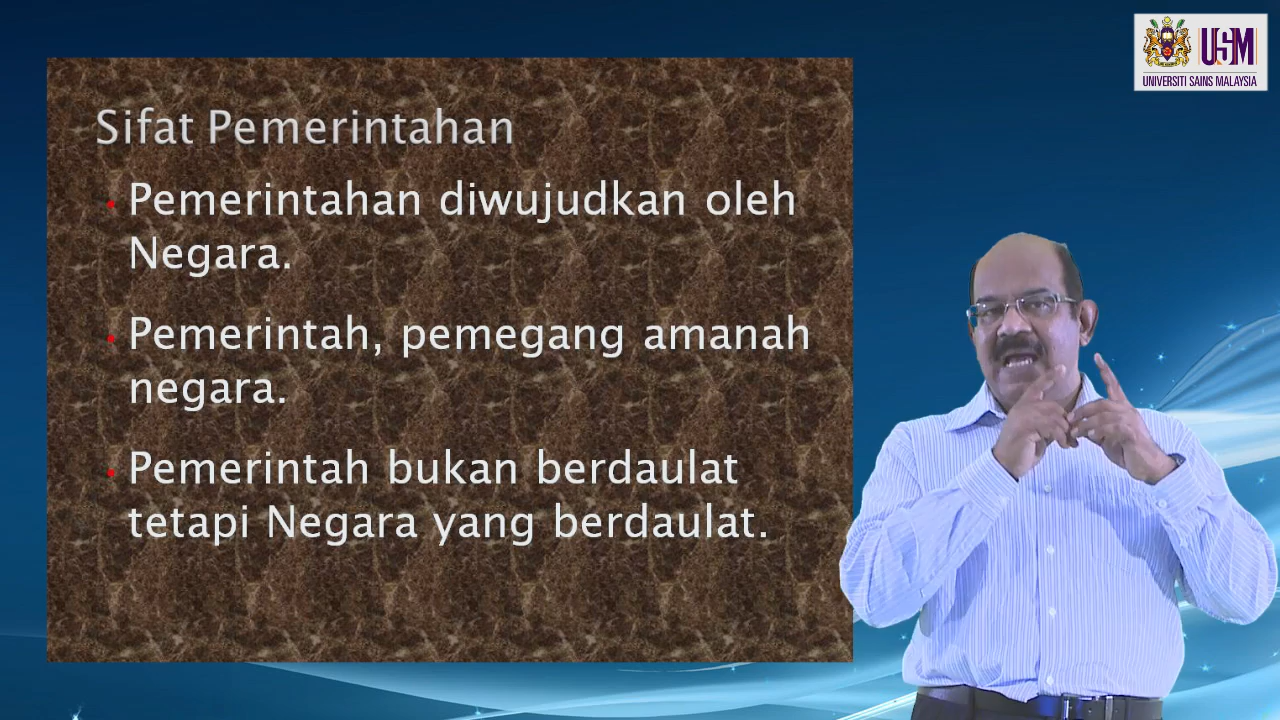 USM
UNIVERSITI SAINS MALAYSIA
Sifat Pemerintahan
• Pemerintahan diwujudkan oleh
Negara.
• Pemerintah, pemegang amanah
negara.
• Pemerintah bukan berdaulat
tetapi Negara yang berdaulat.